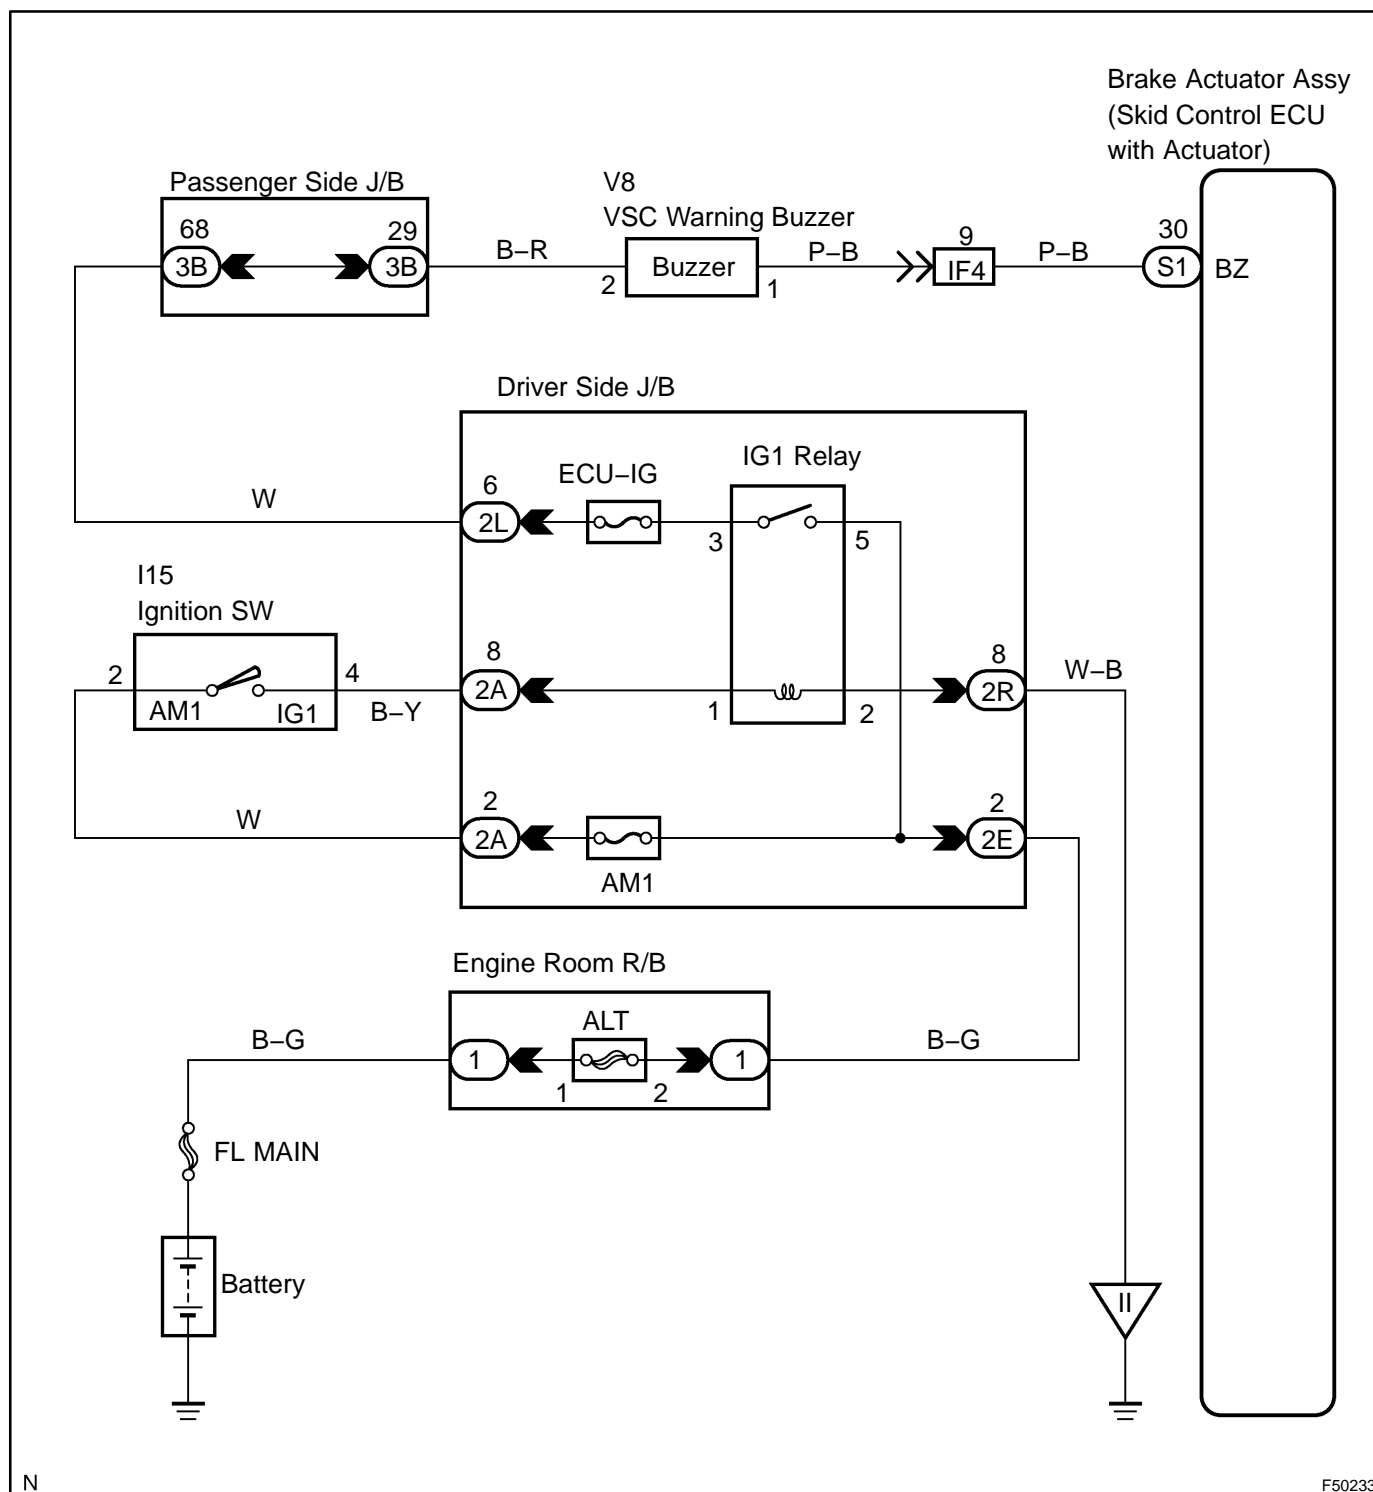 Brake Actuator Assy
(Skid Control ECU
with Actuator)
Passenger Side J/B
V8
VSC Warning Buzzer
68
29
9
30
3B
3B
B–R
Buzzer
P–B
IF4
P–B
S1
BZ
2
1
Driver Side J/B
IG1 Relay
ECU–IG
6
W
2L
3
5
I15
Ignition SW
8
8
2
4
2A
2R
W–B
AM1
IG1
B–Y
1
2
2
2
W
2A
2E
AM1
Engine Room R/B
ALT
B–G
B–G
1
1
1
2
FL MAIN
Battery
II
N
F50233